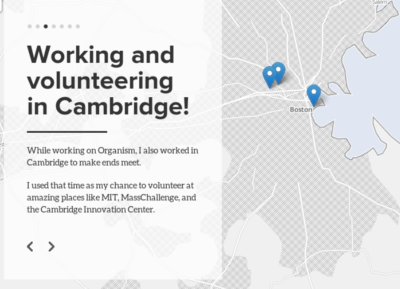 Working and
volunteering
in Cambridge!
While working on Organism, I also worked in
Cambridge to make ends meet.
I used that time as my chance to volunteer at
amazing places like MIT, MassChallenge, and
the Cambridge Innovation Center.
Boston